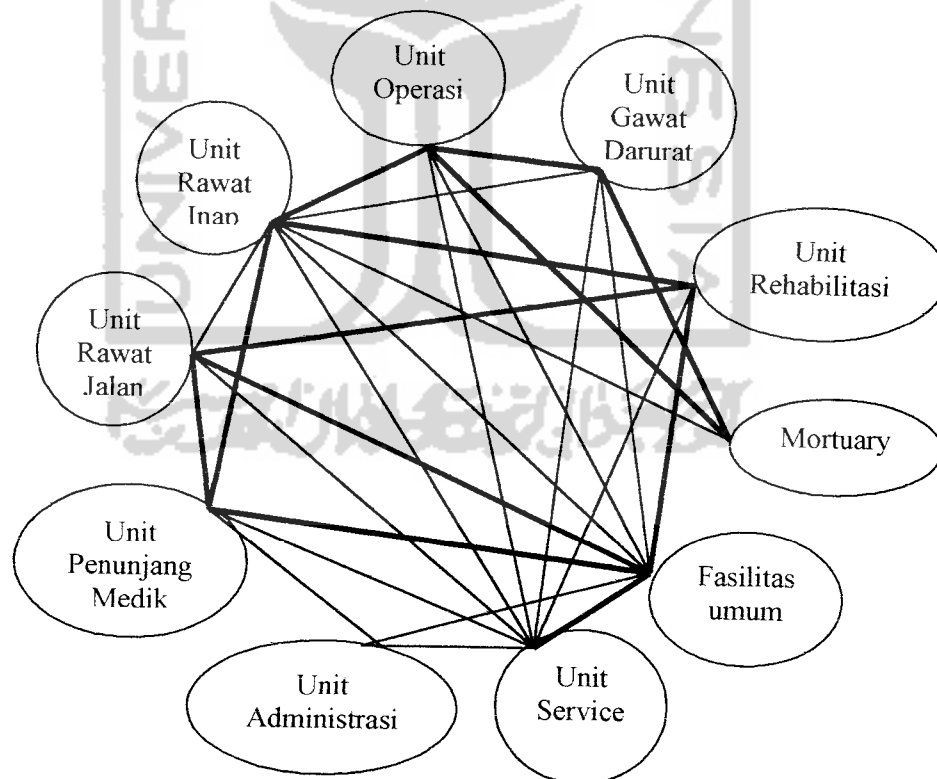 Unit
Operasi
Unit
Gawat
Darurat
Unit
Rawat
Inap
Unit
Rehabilitasi
Unit
Rawat
Jalan
Mortuary
Unit
Penunjang
Medik
Fasilitas
umum
Unit
Administrasi
Unit
Service